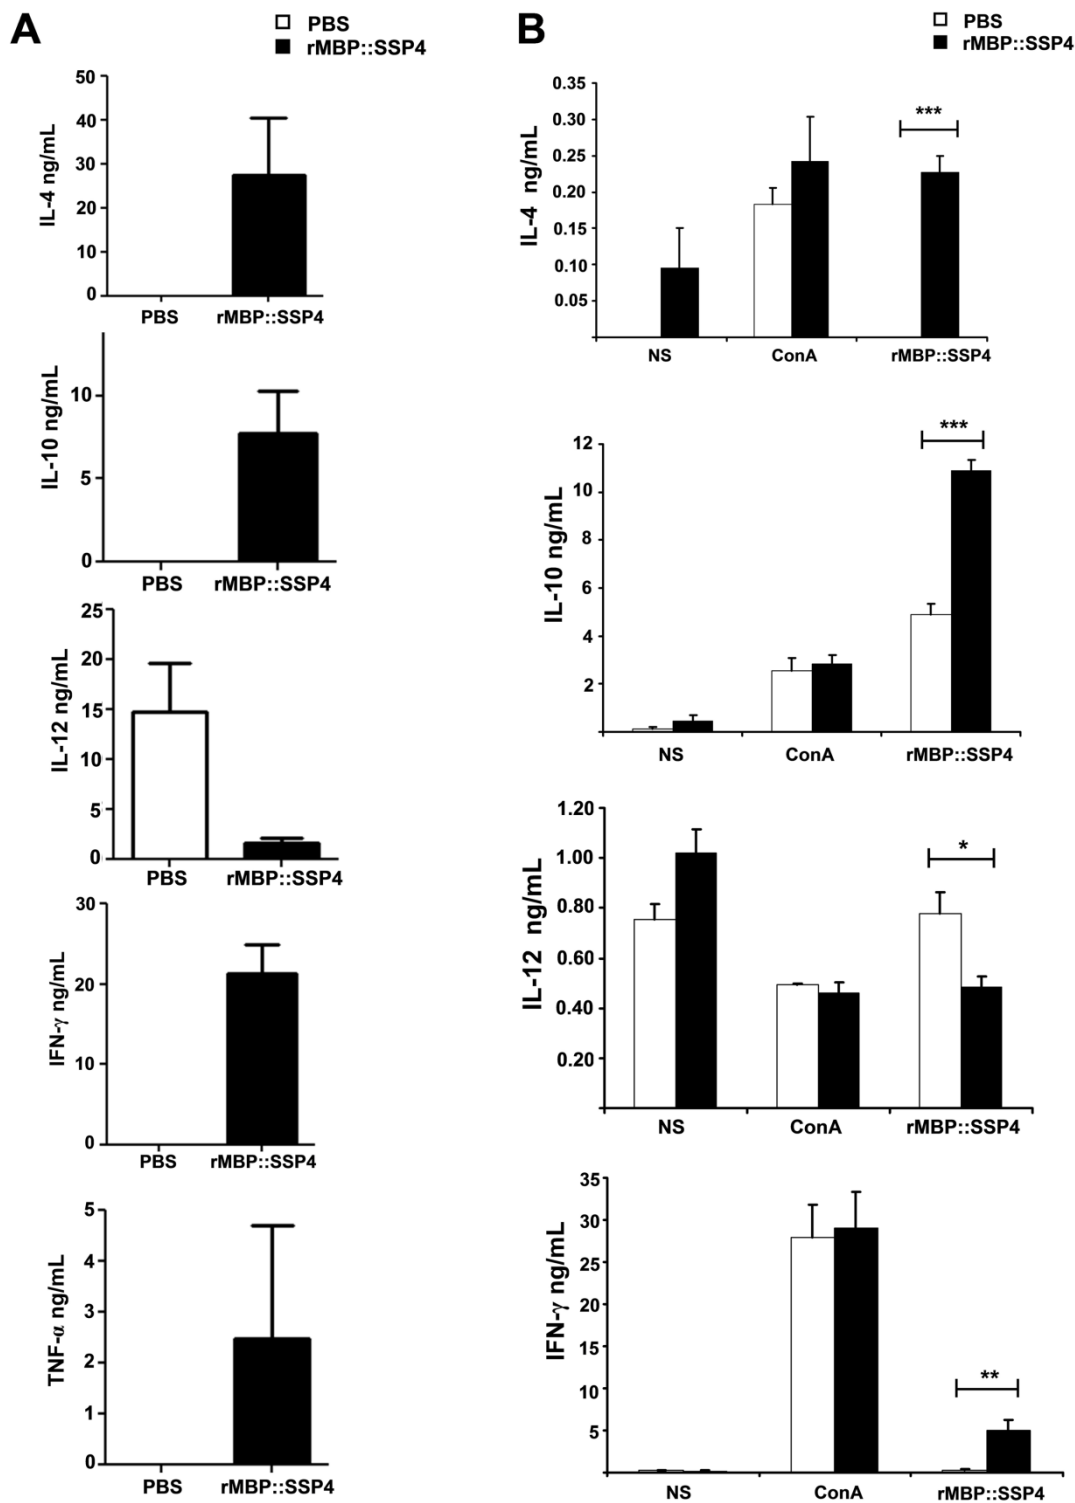 A
PBS
rMBP::SSP4
IL-4 ng/mL
50
40
30
20
10
0
PBS
rMBP::SSP4
IL-10 ng/mL
10
5
0
PBS
rMBP::SSP4
IL-12 ng/mL
25
20
15
10
5
0
PBS
rMBP::SSP4
IFN-γ ng/mL
30
20
10
0
PBS
rMBP::SSP4
TNF-α ng/mL
5
4
3
2
1
0
PBS
rMBP::SSP4
B
PBS
rMBP::SSP4
IL-4 ng/mL
0.35
0.30
0.25
0.20
0.15
0.10
0.05
***
NS
ConA
rMBP::SSP4
IL-10 ng/mL
12
10
8
6
4
2
***
NS
ConA
rMBP::SSP4
IL-12 ng/mL
1.20
1.00
0.80
0.60
0.40
0.20
*
NS
ConA
rMBP::SSP4
IFN-γ ng/mL
35
30
25
20
15
10
5
**
NS
ConA
rMBP::SSP4